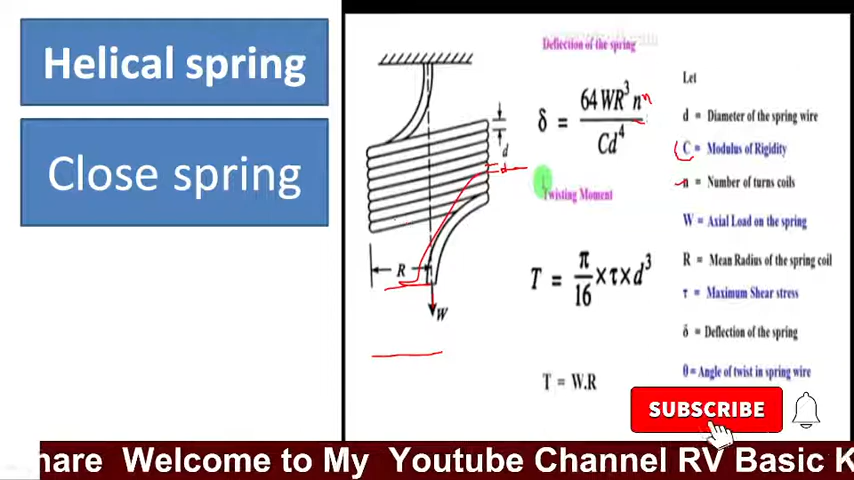 Helical spring
Close spring
d
d
R
W
Deflection of the spring
δ = 64 WR³ n n / Cd⁴
Twisting Moment
T = π/16 × τ × d³
T = W.R
Let
d = Diameter of the spring wire
C = Modulus of Rigidity
n = Number of turns coils
W = Axial Load on the spring
R = Mean Radius of the spring coil
τ = Maximum Shear stress
δ = Deflection of the spring
θ = Angle of twist in spring wire
SUBSCRIBE
hare Welcome to My Youtube Channel RV Basic K